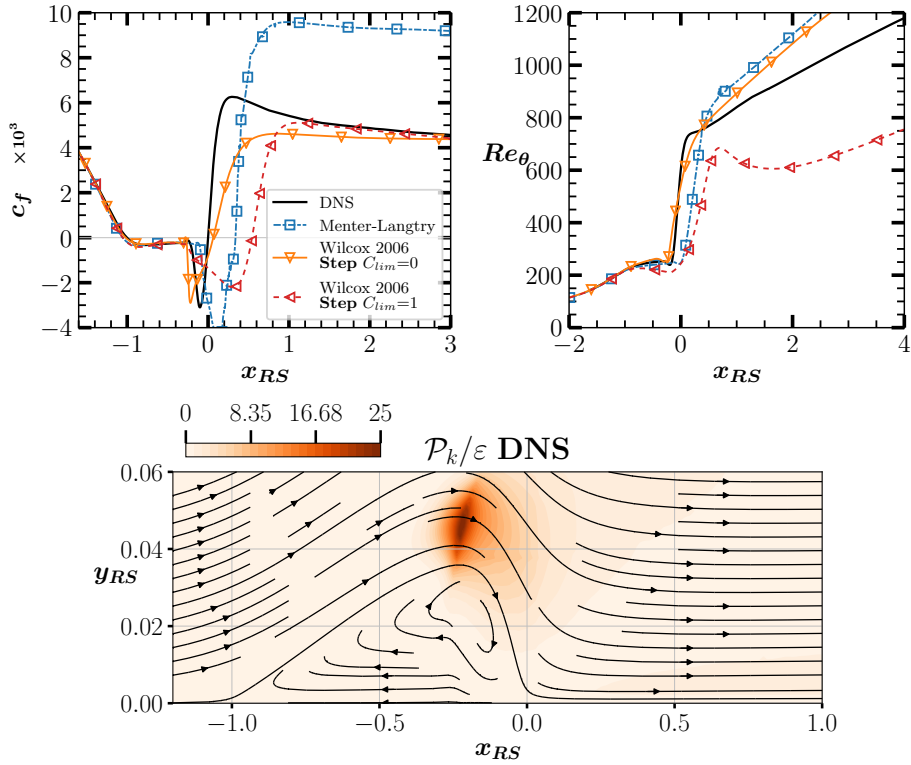 10
8
6
4
2
0
−2
−4
c_f ×10³
−1
0
1
2
3
x_RS
DNS
Menter-Langtry
Wilcox 2006
Step C_lim=0
Wilcox 2006
Step C_lim=1
1200
1000
800
600
400
200
0
Re_θ
−2
0
2
4
x_RS
0
8.35
16.68
25
𝒫_k/ε DNS
0.06
0.04
0.02
0.00
y_RS
−1.0
−0.5
0.0
0.5
1.0
x_RS